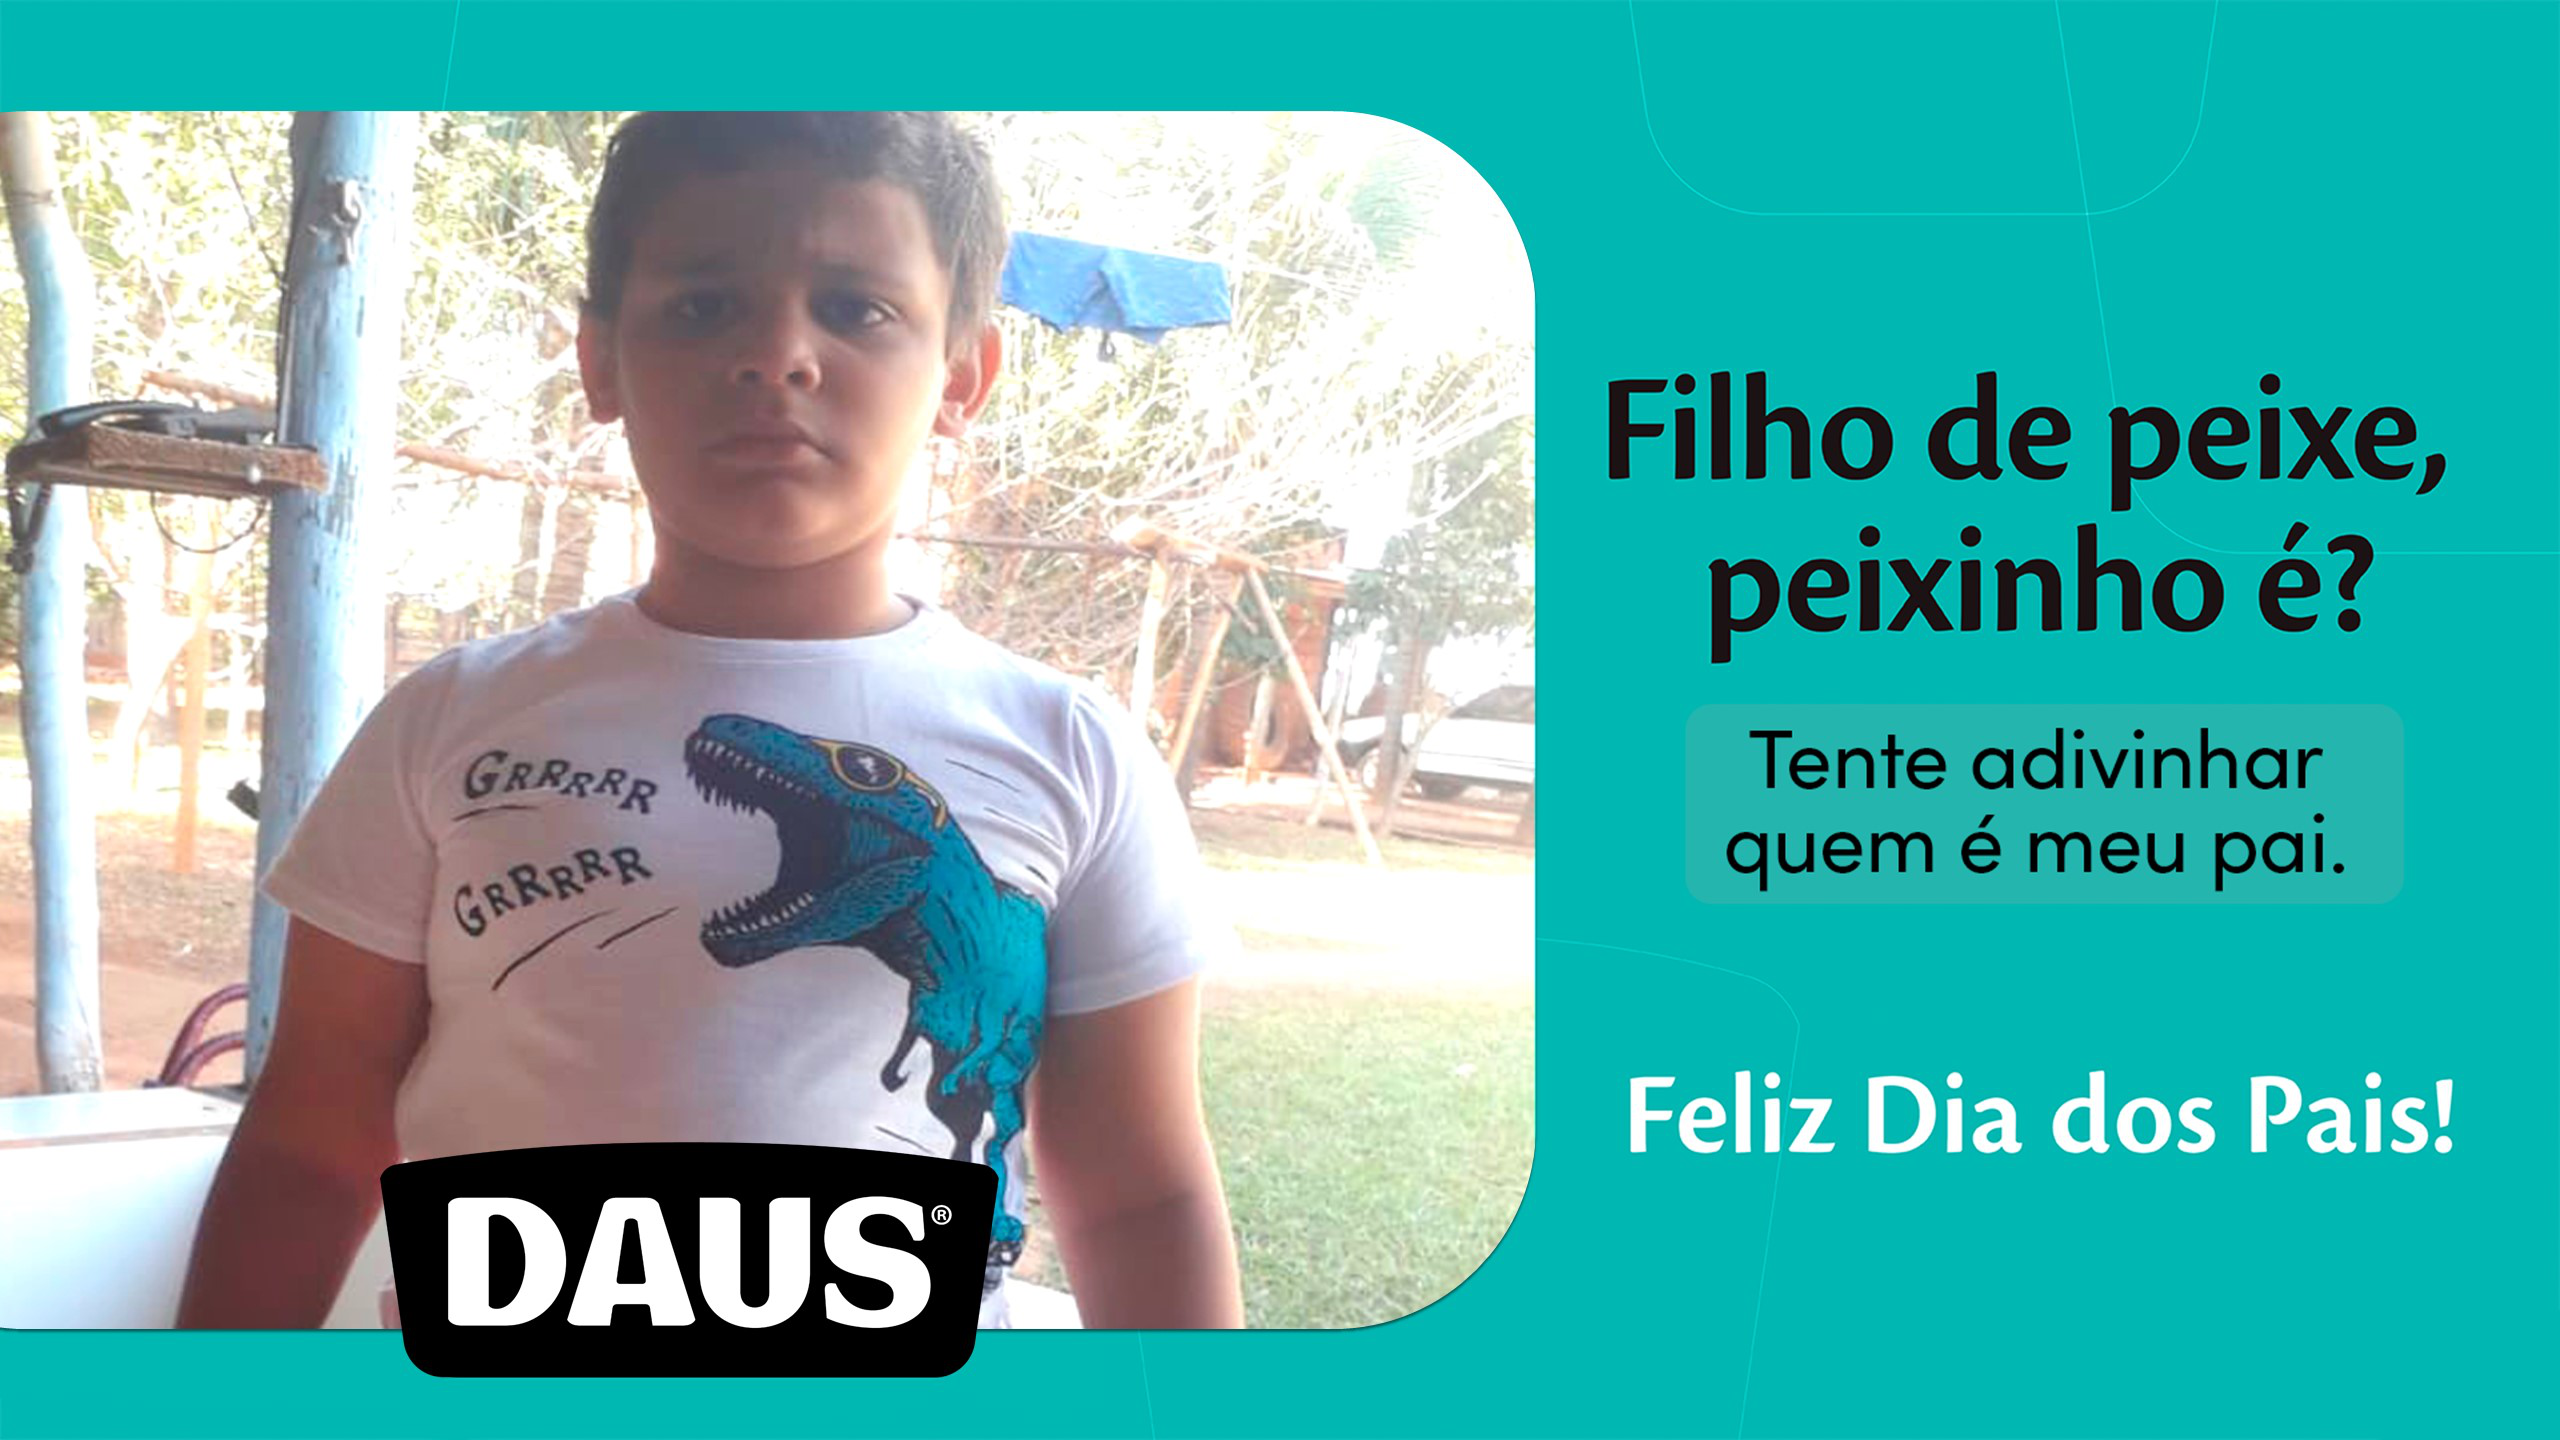 Filho de peixe,
peixinho é?
Tente adivinhar
quem é meu pai.
Feliz Dia dos Pais!
GRRRRR
GRRRRR
DAUS®